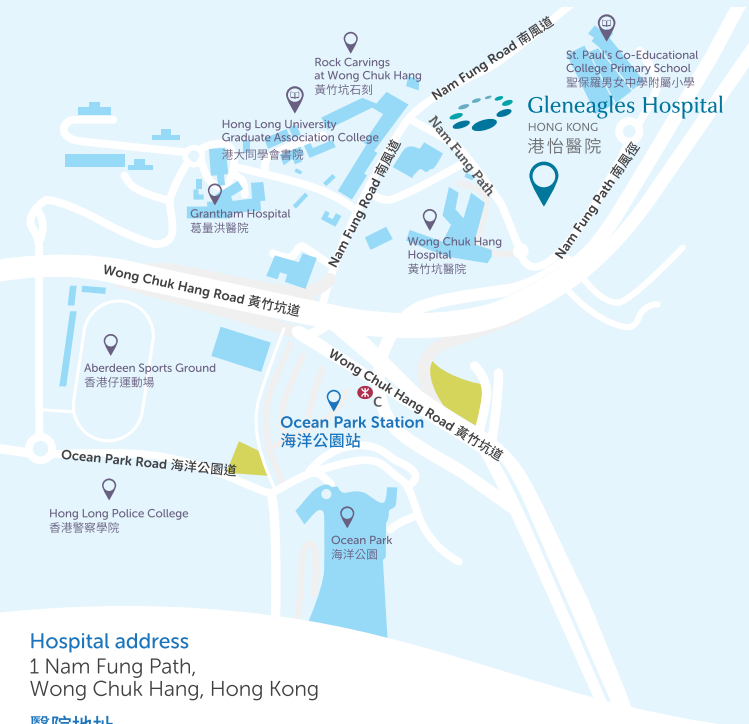 Rock Carvings
at Wong Chuk Hang
黃竹坑石刻
Nam Fung Road 南風道
St. Paul's Co-Educational
College Primary School
聖保羅男女中學附屬小學
Gleneagles Hospital
HONG KONG
港怡醫院
Hong Long University
Graduate Association College
港大同學會書院
Nam Fung Path
Nam Fung Road 南風道
Nam Fung Path 南風徑
Grantham Hospital
葛量洪醫院
Wong Chuk Hang
Hospital
黃竹坑醫院
Wong Chuk Hang Road 黃竹坑道
Aberdeen Sports Ground
香港仔運動場
Wong Chuk Hang Road 黃竹坑道
C
Ocean Park Station
海洋公園站
Ocean Park Road 海洋公園道
Hong Long Police College
香港警察學院
Ocean Park
海洋公園
Hospital address
1 Nam Fung Path,
Wong Chuk Hang, Hong Kong
醫院地址